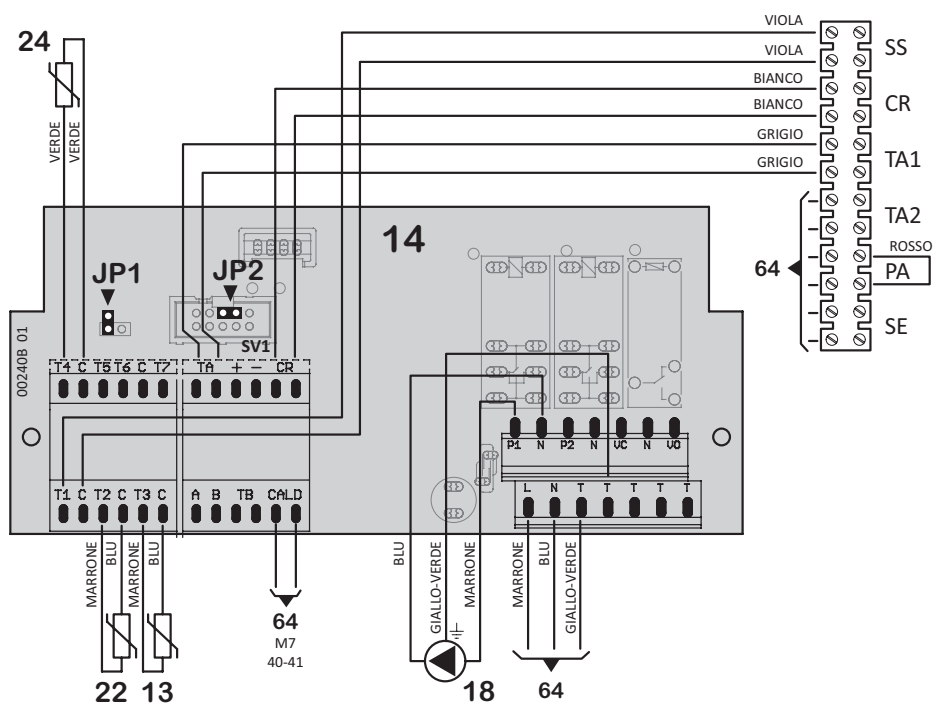 VIOLA
VIOLA
BIANCO
BIANCO
GRIGIO
GRIGIO
SS
CR
TA1
TA2
ROSSO
PA
SE
64
24
VERDE
VERDE
14
JP1
JP2
SV1
00240B 01
T4 C T5 T6 C T7
TA + − CR
T1 C T2 C T3 C
A B TB CALD
P1 N P2 N VC N VO
L N T T T T T
MARRONE
BLU
MARRONE
BLU
22
13
64
M7
40-41
BLU
GIALLO-VERDE
MARRONE
18
MARRONE
BLU
GIALLO-VERDE
64